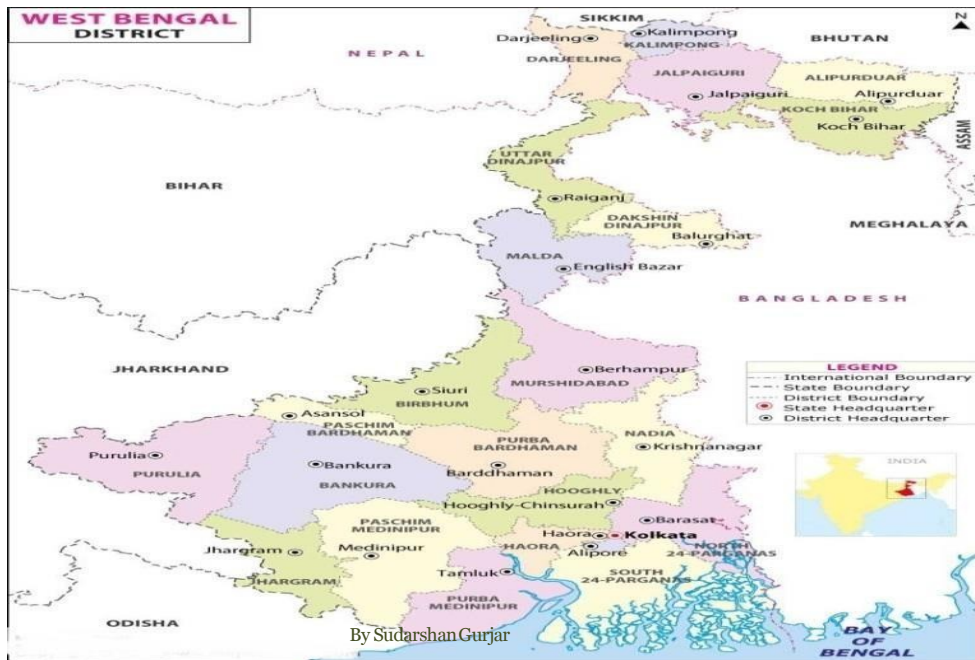 WEST BENGAL
DISTRICT
N
SIKKIM
Kalimpong
KALIMPONG
Darjeeling
DARJEELING
BHUTAN
NEPAL
JALPAIGURI
Jalpaiguri
ALIPURDUAR
Alipurduar
KOCH BIHAR
Koch Bihar
ASSAM
UTTAR
DINAJPUR
BIHAR
Raiganj
DAKSHIN
DINAJPUR
Balurghat
MEGHALAYA
MALDA
English Bazar
BANGLADESH
JHARKHAND
Berhampur
MURSHIDABAD
Siuri
BIRBHUM
Asansol
PASCHIM
BARDHAMAN
PURBA
BARDHAMAN
Barddhaman
NADIA
Krishnanagar
Purulia
PURULIA
Bankura
BANKURA
HOOGHLY
Hooghly-Chinsurah
PASCHIM
MEDINIPUR
Medinipur
Jhargram
JHARGRAM
Haora
HAORA
Kolkata
Alipore
Barasat
NORTH
24-PARGANAS
SOUTH
24-PARGANAS
Tamluk
PURBA
MEDINIPUR
ODISHA
BAY
OF
BENGAL
LEGEND
International Boundary
State Boundary
District Boundary
State Headquarter
District Headquarter
INDIA
By Sudarshan Gurjar